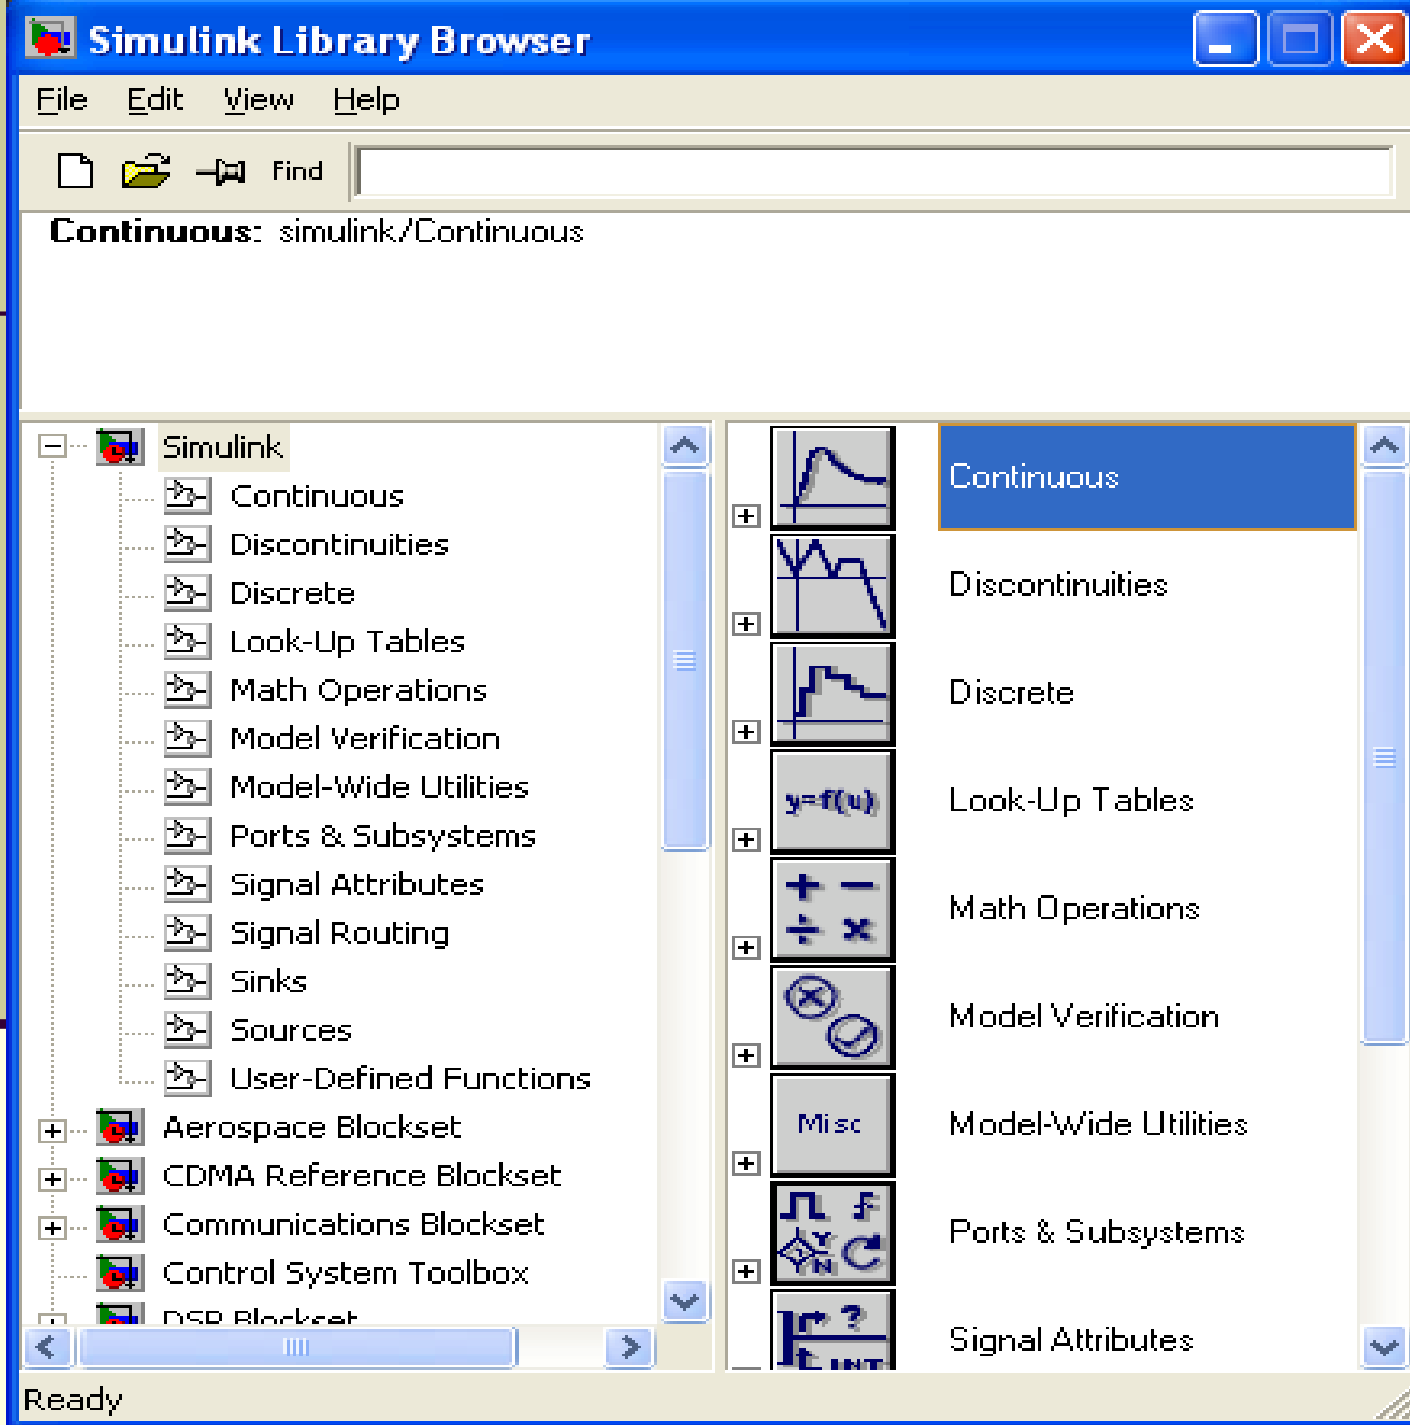 Simulink Library Browser
File Edit View Help
Find
Continuous: simulink/Continuous
Simulink
Continuous
Discontinuities
Discrete
Look-Up Tables
Math Operations
Model Verification
Model-Wide Utilities
Ports & Subsystems
Signal Attributes
Signal Routing
Sinks
Sources
User-Defined Functions
Aerospace Blockset
CDMA Reference Blockset
Communications Blockset
Control System Toolbox
DSP Blockset
Continuous
Discontinuities
Discrete
y=f(u)
Look-Up Tables
+ −
÷ ×
Math Operations
Model Verification
Misc
Model-Wide Utilities
Y
N
Ports & Subsystems
?
INT
Signal Attributes
Ready